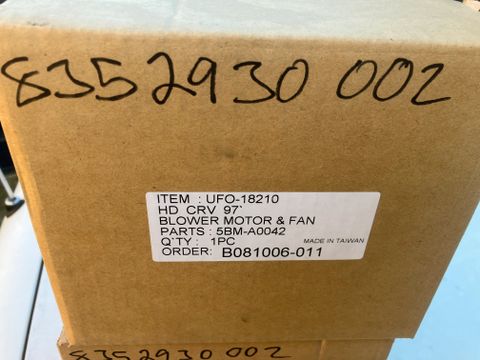 8352930 002
ITEM : UFO-18210
HD CRV 97`
BLOWER MOTOR & FAN
PARTS : 5BM-A0042
Q`TY : 1PC MADE IN TAIWAN
ORDER: B081006-011
8352930 002